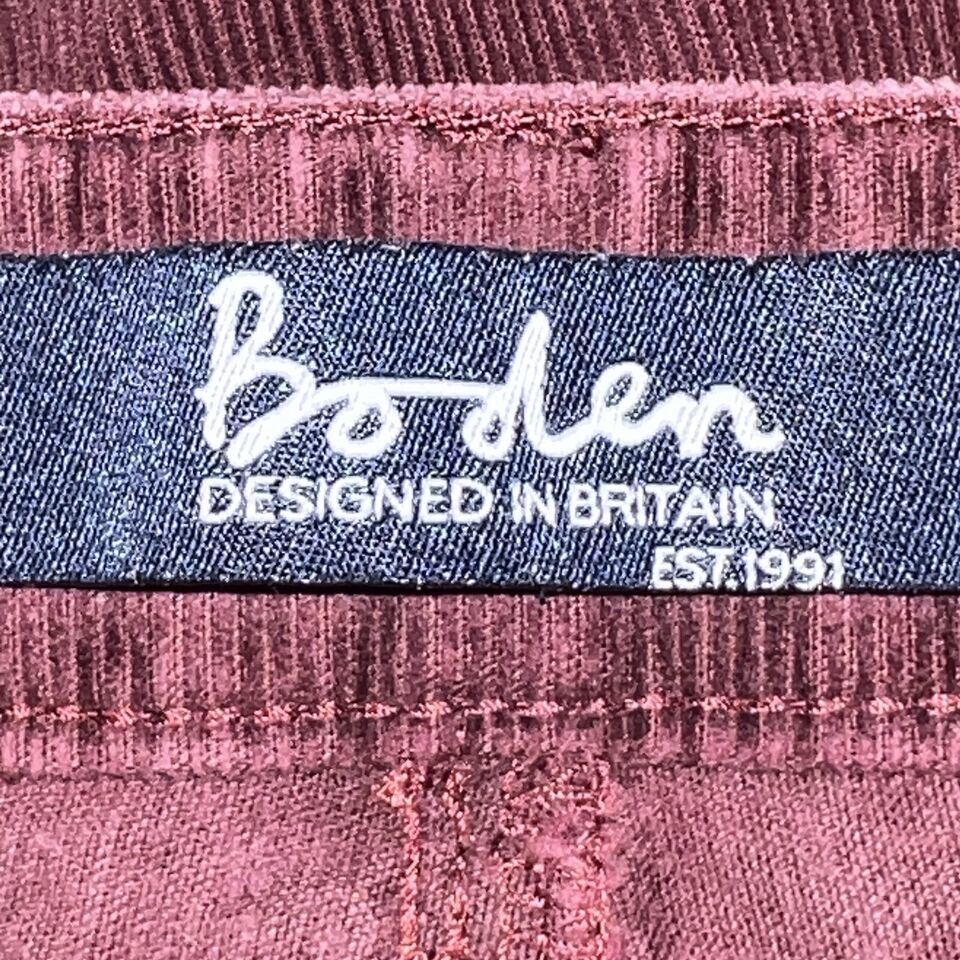 Boden
DESIGNED IN BRITAIN
EST.1991